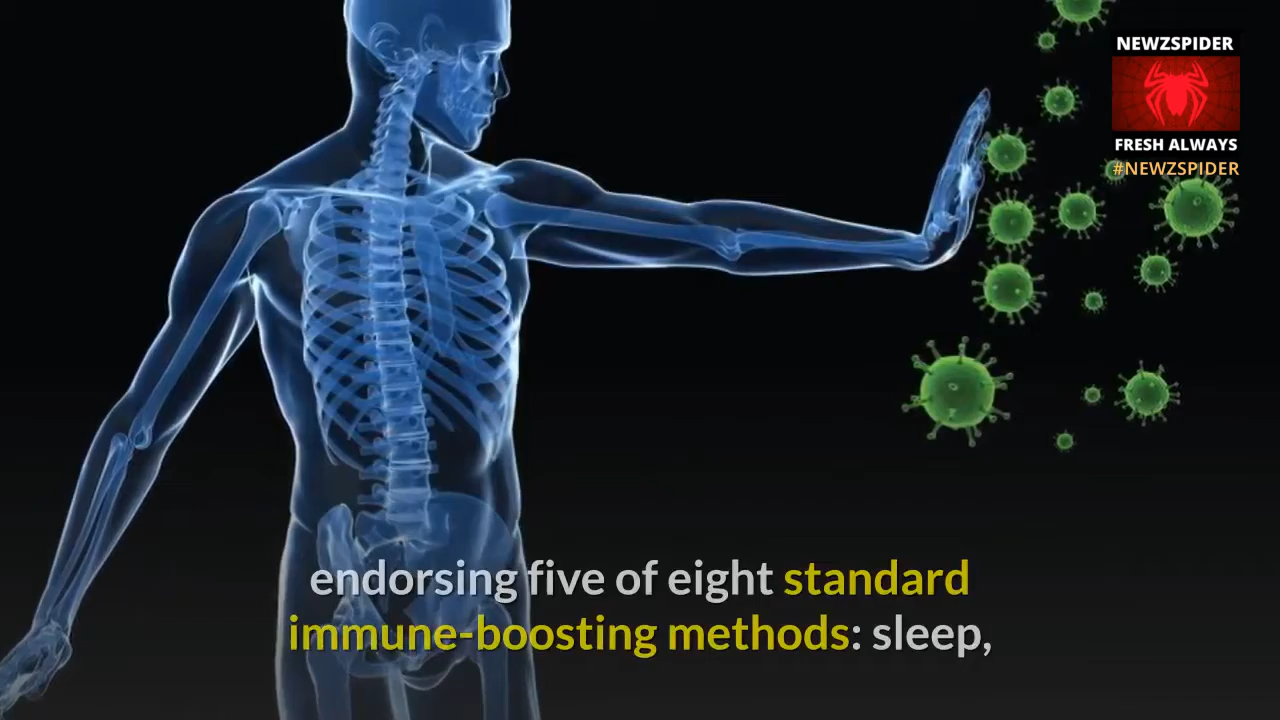 NEWZSPIDER
FRESH ALWAYS
#NEWZSPIDER
endorsing five of eight standard
immune-boosting methods: sleep,